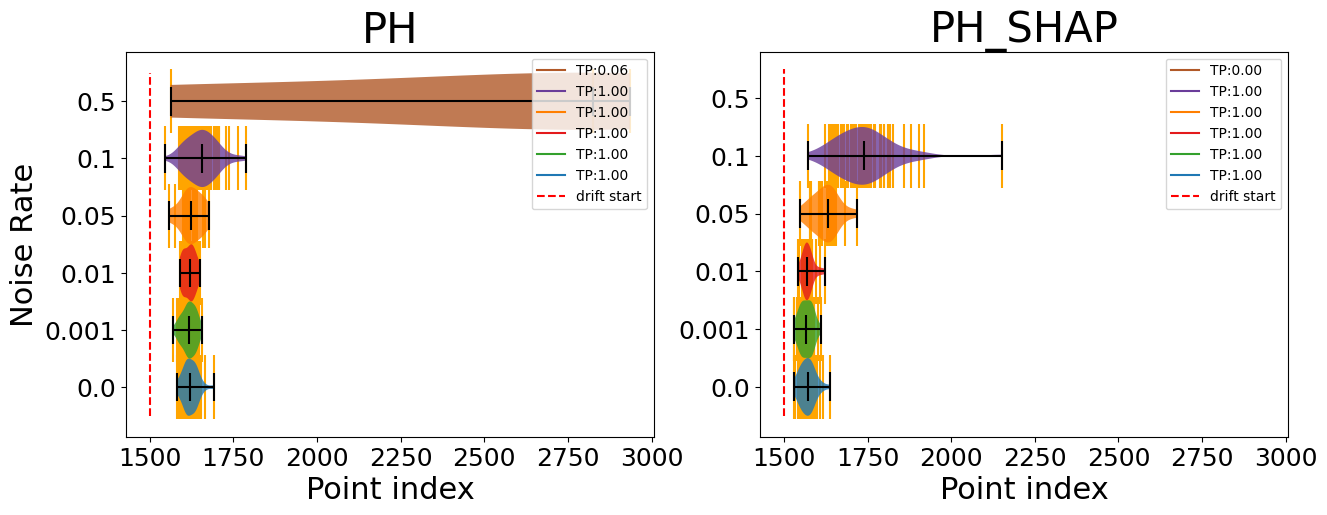 PH
Noise Rate
0.5
0.1
0.05
0.01
0.001
0.0
TP:0.06
TP:1.00
TP:1.00
TP:1.00
TP:1.00
TP:1.00
drift start
1500 1750 2000 2250 2500 2750 3000
Point index
PH_SHAP
0.5
0.1
0.05
0.01
0.001
0.0
TP:0.00
TP:1.00
TP:1.00
TP:1.00
TP:1.00
TP:1.00
drift start
1500 1750 2000 2250 2500 2750 3000
Point index